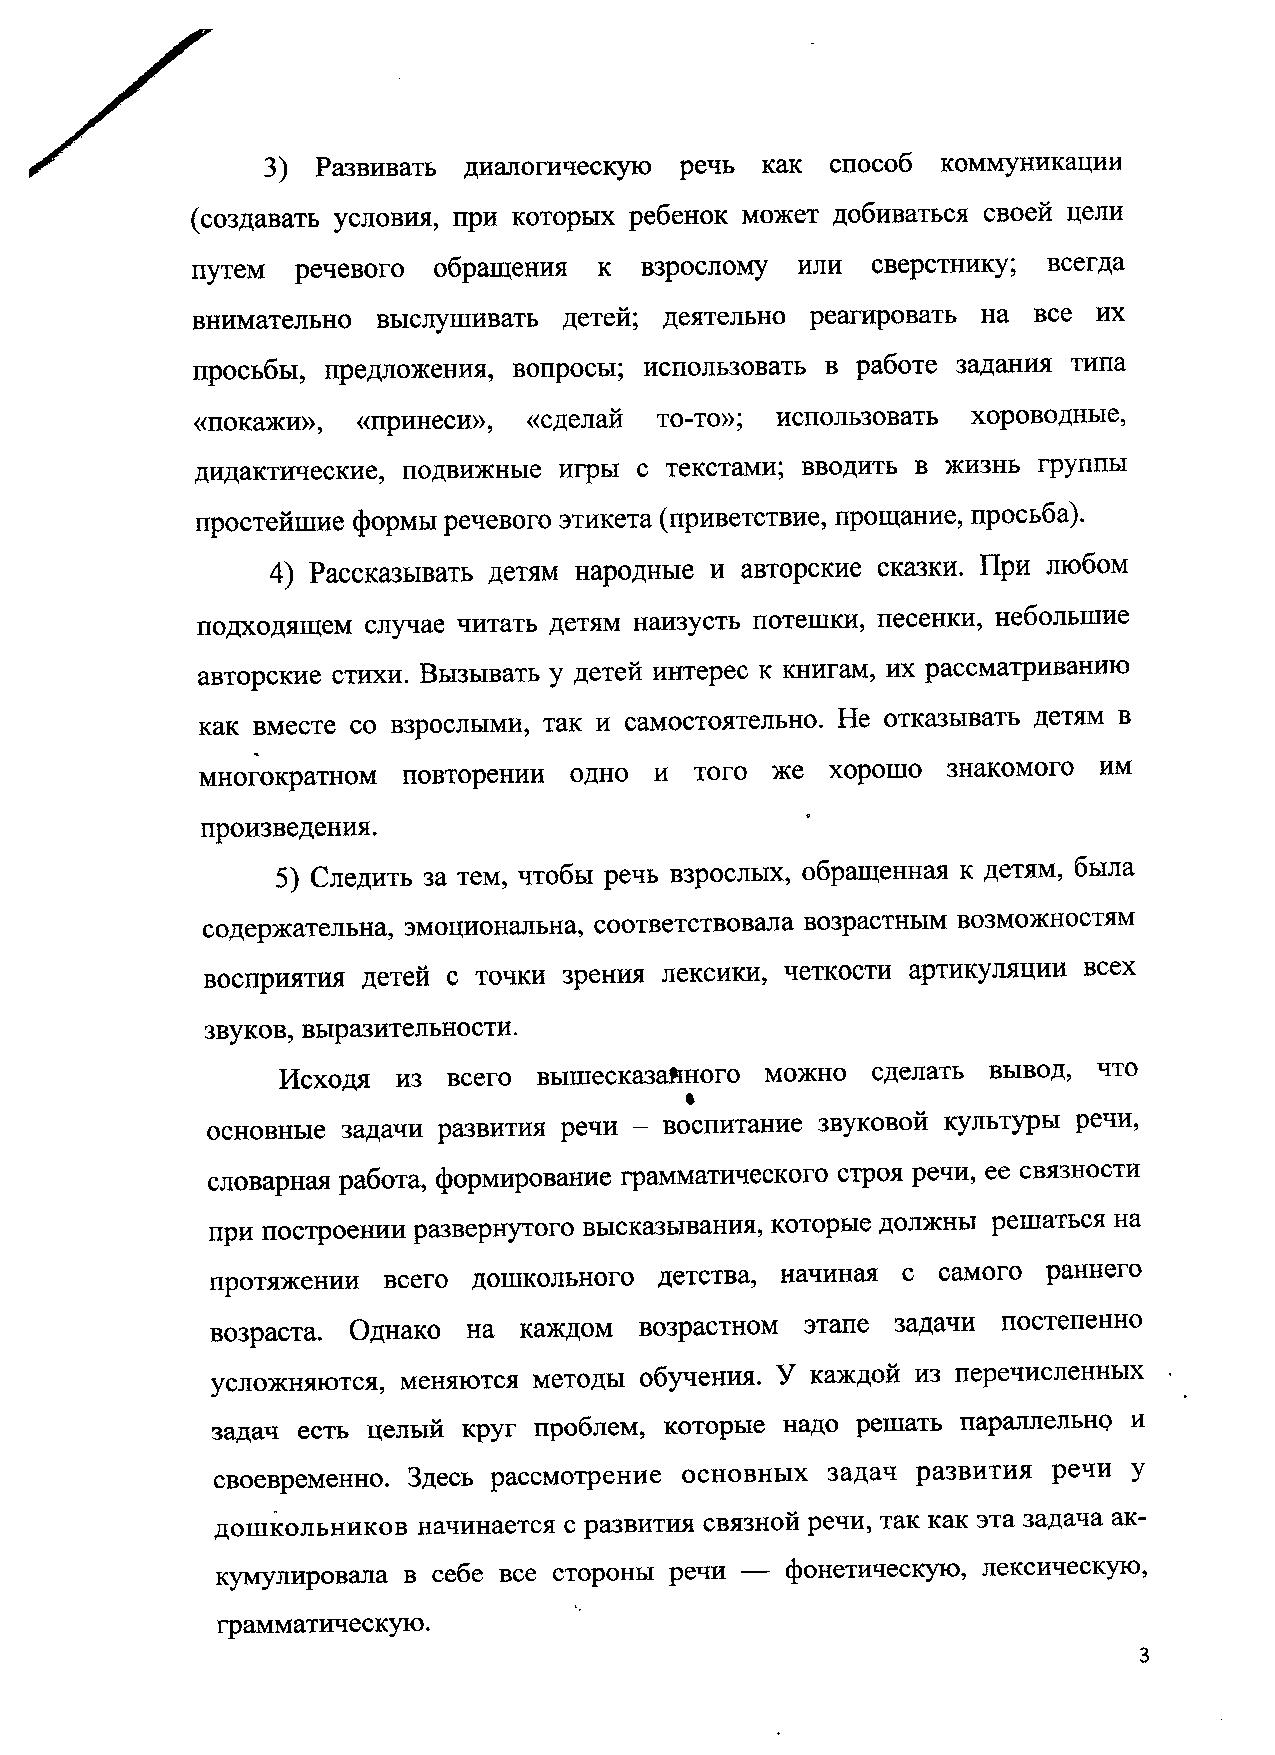 3) Развивать диалогическую речь как способ коммуникации
(создавать условия, при которых ребенок может добиваться своей цели
путем речевого обращения к взрослому или сверстнику; всегда
внимательно выслушивать детей; деятельно реагировать на все их
просьбы, предложения, вопросы; использовать в работе задания типа
«покажи», «принеси», «сделай то-то»; использовать хороводные,
дидактические, подвижные игры с текстами; вводить в жизнь группы
простейшие формы речевого этикета (приветствие, прощание, просьба).
4) Рассказывать детям народные и авторские сказки. При любом
подходящем случае читать детям наизусть потешки, песенки, небольшие
авторские стихи. Вызывать у детей интерес к книгам, их рассматриванию
как вместе со взрослыми, так и самостоятельно. Не отказывать детям в
многократном повторении одно и того же хорошо знакомого им
произведения.
5) Следить за тем, чтобы речь взрослых, обращенная к детям, была
содержательна, эмоциональна, соответствовала возрастным возможностям
восприятия детей с точки зрения лексики, четкости артикуляции всех
звуков, выразительности.
Исходя из всего вышесказанного можно сделать вывод, что
основные задачи развития речи – воспитание звуковой культуры речи,
словарная работа, формирование грамматического строя речи, ее связности
при построении развернутого высказывания, которые должны решаться на
протяжении всего дошкольного детства, начиная с самого раннего
возраста. Однако на каждом возрастном этапе задачи постепенно
усложняются, меняются методы обучения. У каждой из перечисленных
задач есть целый круг проблем, которые надо решать параллельно и
своевременно. Здесь рассмотрение основных задач развития речи у
дошкольников начинается с развития связной речи, так как эта задача ак-
кумулировала в себе все стороны речи — фонетическую, лексическую,
грамматическую.
3